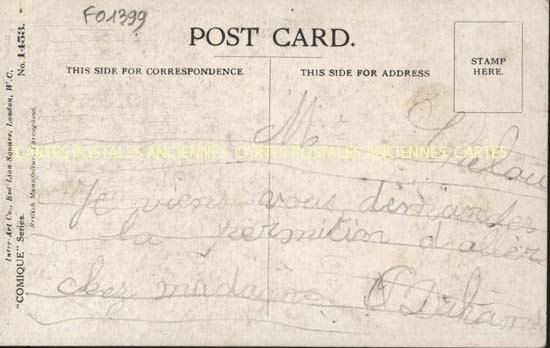 F01399
POST CARD.
THIS SIDE FOR CORRESPONDENCE.
THIS SIDE FOR ADDRESS
STAMP
HERE.
Inter-Art Co., Red Lion Square, London, W.C.
"COMIQUE" Series. No. 1453.
British Manufacture Throughout.
CARTES POSTALES ANCIENNES CARTES POSTALES ANCIENNES CARTES
Mr
Je viens vous demander
la permition d'aller
chez madame